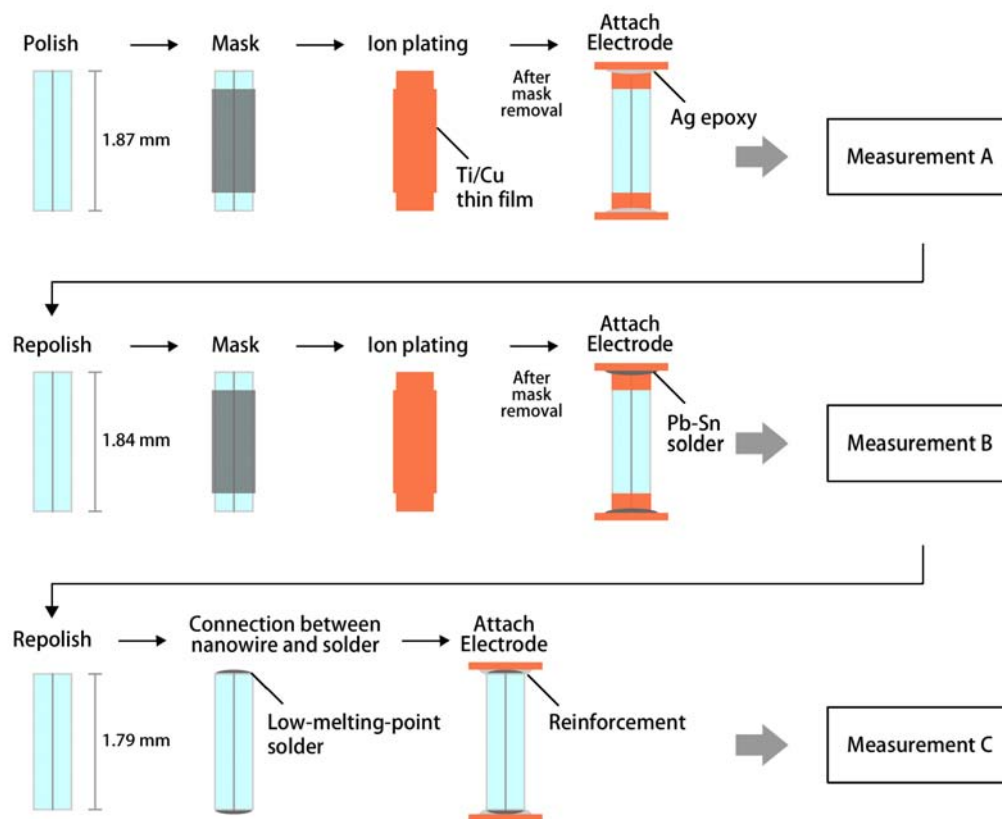 Polish
Mask
Ion plating
Attach
Electrode
After
mask
removal
1.87 mm
Ti/Cu
thin film
Ag epoxy
Measurement A
Repolish
Mask
Ion plating
Attach
Electrode
After
mask
removal
1.84 mm
Pb-Sn
solder
Measurement B
Repolish
Connection between
nanowire and solder
Attach
Electrode
1.79 mm
Low-melting-point
solder
Reinforcement
Measurement C